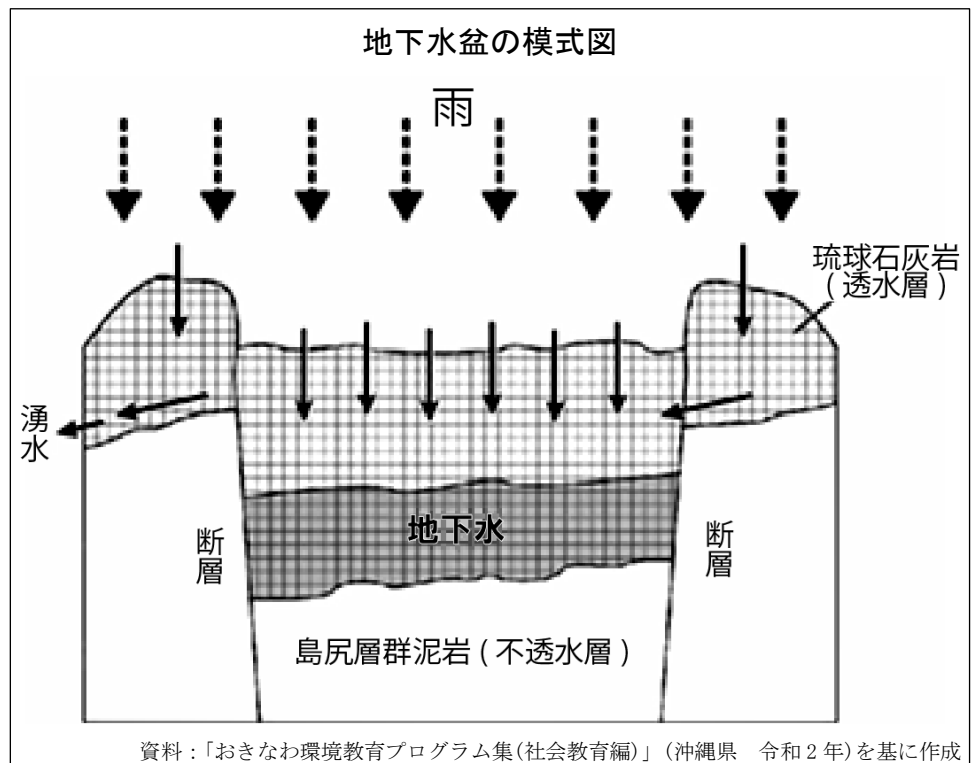 地下水盆の模式図
雨
琉球石灰岩
(透水層)
湧水
断層
断層
地下水
島尻層群泥岩(不透水層)
資料:「おきなわ環境教育プログラム集(社会教育編)」(沖縄県 令和2年)を基に作成